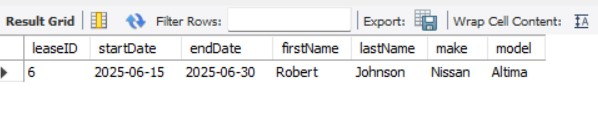 Result Grid Filter Rows: Export: Wrap Cell Content: IA
leaseID startDate endDate firstName lastName make model
6 2025-06-15 2025-06-30 Robert Johnson Nissan Altima